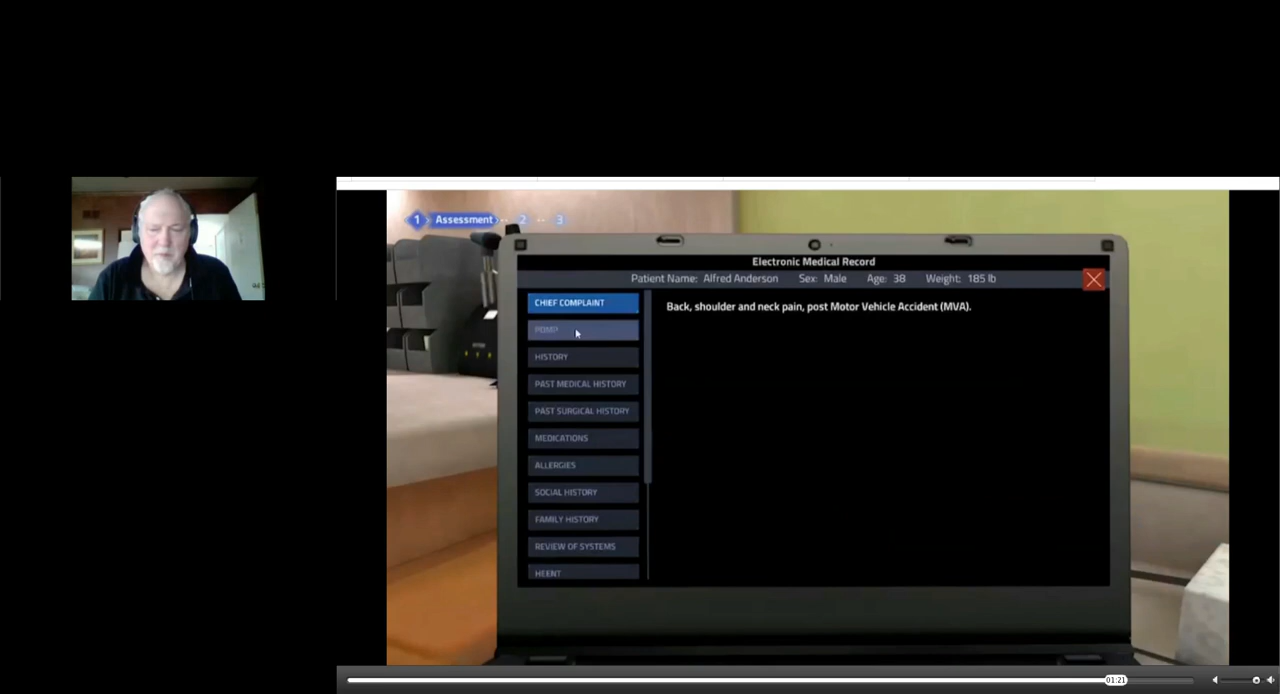 1 Assessment 2 3
Electronic Medical Record
Patient Name: Alfred Anderson Sex: Male Age: 38 Weight: 185 lb
CHIEF COMPLAINT
Back, shoulder and neck pain, post Motor Vehicle Accident (MVA).
PDMP
HISTORY
PAST MEDICAL HISTORY
PAST SURGICAL HISTORY
MEDICATIONS
ALLERGIES
SOCIAL HISTORY
FAMILY HISTORY
REVIEW OF SYSTEMS
HEENT
01:21